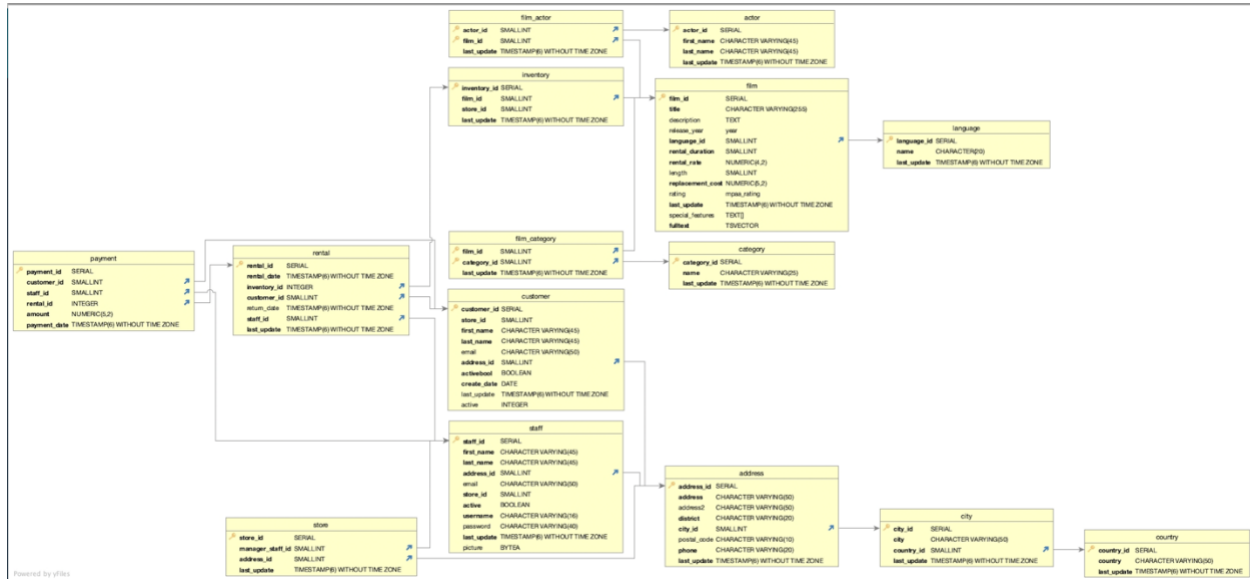 film_actor
actor_id SMALLINT
film_id SMALLINT
last_update TIMESTAMP(6) WITHOUT TIME ZONE
actor
actor_id SERIAL
first_name CHARACTER VARYING(45)
last_name CHARACTER VARYING(45)
last_update TIMESTAMP(6) WITHOUT TIME ZONE
inventory
inventory_id SERIAL
film_id SMALLINT
store_id SMALLINT
last_update TIMESTAMP(6) WITHOUT TIME ZONE
film
film_id SERIAL
title CHARACTER VARYING(255)
description TEXT
release_year year
language_id SMALLINT
rental_duration SMALLINT
rental_rate NUMERIC(4,2)
length SMALLINT
replacement_cost NUMERIC(5,2)
rating mpaa_rating
last_update TIMESTAMP(6) WITHOUT TIME ZONE
special_features TEXT[]
fulltext TSVECTOR
language
language_id SERIAL
name CHARACTER(20)
last_update TIMESTAMP(6) WITHOUT TIME ZONE
film_category
film_id SMALLINT
category_id SMALLINT
last_update TIMESTAMP(6) WITHOUT TIME ZONE
category
category_id SERIAL
name CHARACTER VARYING(25)
last_update TIMESTAMP(6) WITHOUT TIME ZONE
payment
payment_id SERIAL
customer_id SMALLINT
staff_id SMALLINT
rental_id INTEGER
amount NUMERIC(5,2)
payment_date TIMESTAMP(6) WITHOUT TIME ZONE
rental
rental_id SERIAL
rental_date TIMESTAMP(6) WITHOUT TIME ZONE
inventory_id INTEGER
customer_id SMALLINT
return_date TIMESTAMP(6) WITHOUT TIME ZONE
staff_id SMALLINT
last_update TIMESTAMP(6) WITHOUT TIME ZONE
customer
customer_id SERIAL
store_id SMALLINT
first_name CHARACTER VARYING(45)
last_name CHARACTER VARYING(45)
email CHARACTER VARYING(50)
address_id SMALLINT
activebool BOOLEAN
create_date DATE
last_update TIMESTAMP(6) WITHOUT TIME ZONE
active INTEGER
staff
staff_id SERIAL
first_name CHARACTER VARYING(45)
last_name CHARACTER VARYING(45)
address_id SMALLINT
email CHARACTER VARYING(50)
store_id SMALLINT
active BOOLEAN
username CHARACTER VARYING(16)
password CHARACTER VARYING(40)
last_update TIMESTAMP(6) WITHOUT TIME ZONE
picture BYTEA
store
store_id SERIAL
manager_staff_id SMALLINT
address_id SMALLINT
last_update TIMESTAMP(6) WITHOUT TIME ZONE
address
address_id SERIAL
address CHARACTER VARYING(50)
address2 CHARACTER VARYING(50)
district CHARACTER VARYING(20)
city_id SMALLINT
postal_code CHARACTER VARYING(10)
phone CHARACTER VARYING(20)
last_update TIMESTAMP(6) WITHOUT TIME ZONE
city
city_id SERIAL
city CHARACTER VARYING(50)
country_id SMALLINT
last_update TIMESTAMP(6) WITHOUT TIME ZONE
country
country_id SERIAL
country CHARACTER VARYING(50)
last_update TIMESTAMP(6) WITHOUT TIME ZONE
Powered by yFiles